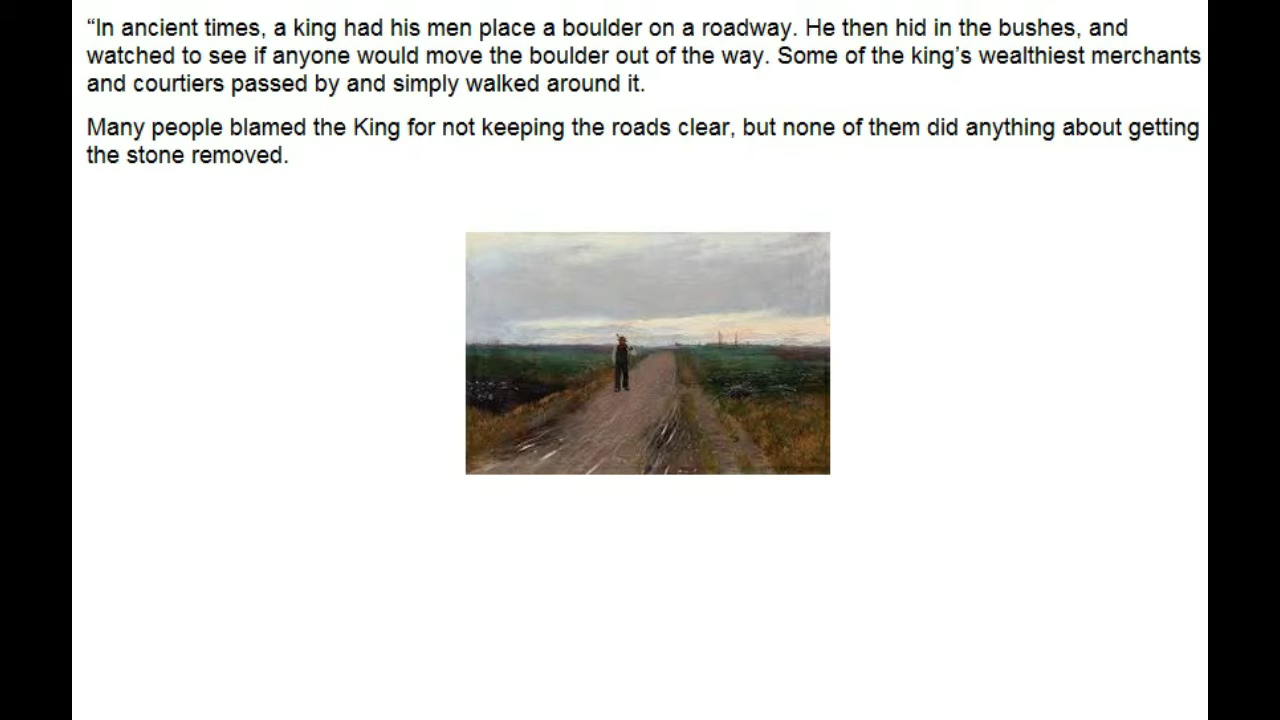 “In ancient times, a king had his men place a boulder on a roadway. He then hid in the bushes, and
watched to see if anyone would move the boulder out of the way. Some of the king’s wealthiest merchants
and courtiers passed by and simply walked around it.
Many people blamed the King for not keeping the roads clear, but none of them did anything about getting
the stone removed.